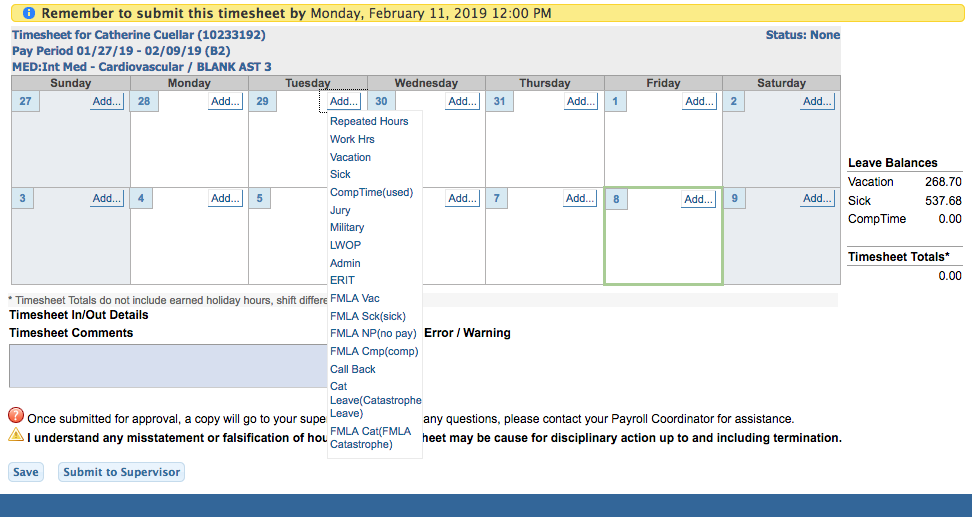 Remember to submit this timesheet by Monday, February 11, 2019 12:00 PM
Timesheet for Catherine Cuellar (10233192)
Status: None
Pay Period 01/27/19 - 02/09/19 (B2)
MED:Int Med - Cardiovascular / BLANK AST 3
Sunday Monday Tuesday Wednesday Thursday Friday Saturday
27 Add... 28 Add... 29 Add... 30 Add... 31 Add... 1 Add... 2 Add...
Repeated Hours
Work Hrs
Vacation
Sick
CompTime(used)
Jury
Military
LWOP
Admin
ERIT
FMLA Vac
FMLA Sck(sick)
FMLA NP(no pay)
FMLA Cmp(comp)
Call Back
Cat
Leave(Catastrophe
Leave)
FMLA Cat(FMLA
Catastrophe)
3 Add... 4 Add... 5 Add... 7 Add... 8 Add... 9 Add...
Leave Balances
Vacation 268.70
Sick 537.68
CompTime 0.00
Timesheet Totals*
0.00
* Timesheet Totals do not include earned holiday hours, shift
Timesheet In/Out Details
Timesheet Comments
Error / Warning
Once submitted for approval, a copy will go to your any questions, please contact your Payroll Coordinator for assistance.
I understand any misstatement or falsification of may be cause for disciplinary action up to and including termination.
Save
Submit to Supervisor